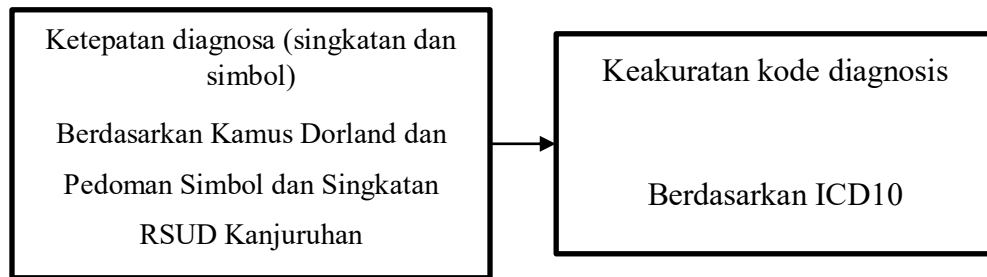 Ketepatan diagnosa (singkatan dan
simbol)
Berdasarkan Kamus Dorland dan
Pedoman Simbol dan Singkatan
RSUD Kanjuruhan
Keakuratan kode diagnosis
Berdasarkan ICD10